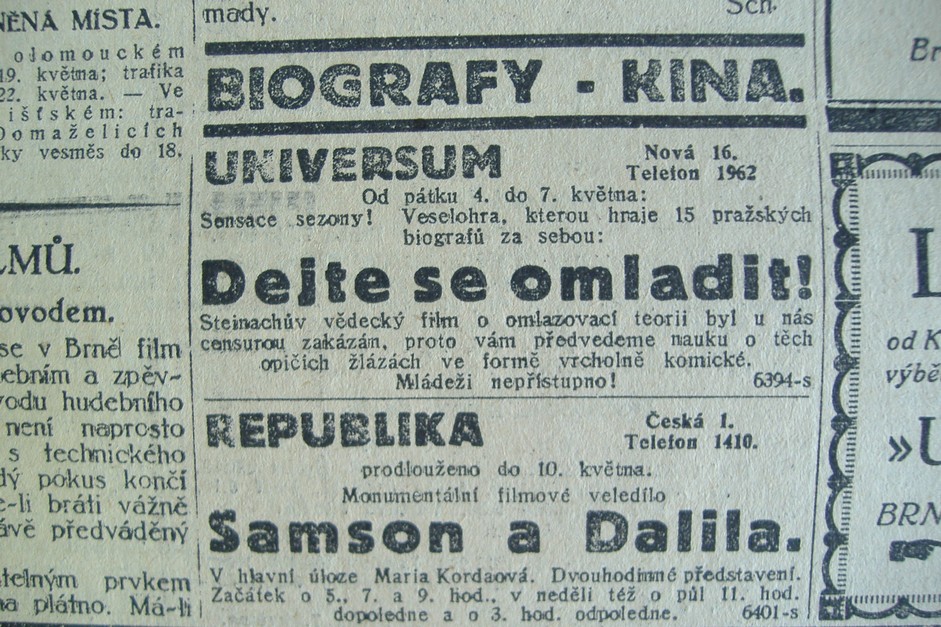 NĚNÁ MÍSTA.
olomouckém
19. května; trafika
22. května. — Ve
išťském: tra-
Domaželicích
ky vesměs do 18.
LMŮ.
ovodem.
se v Brně film
ebním a zpěv-
vodu hudebního
není naprosto
s technického
dý pokus končí
e-li bráti vážně
ávě předváděný
telným prvkem
na plátno. Má-li
mady.
Sch.
BIOGRAFY - KINA.
UNIVERSUM
Nová 16.
Telefon 1962
Od pátku 4. do 7. května:
Sensace sezony! Veselohra, kterou hraje 15 pražských
biografů za sebou:
Dejte se omladit!
Steinachův vědecký film o omlazovací teorii byl u nás
censurou zakázán, proto vám předvedeme nauku o těch
opičích žlázách ve formě vrcholně komické.
Mládeži nepřístupno! 6394-s
REPUBLIKA
Česká 1.
Telefon 1410.
prodlouženo do 10. května.
Monumentální filmové veledílo
Samson a Dalila.
V hlavní úloze Maria Kordaová. Dvouhodinné představení.
Začátek o 5., 7. a 9. hod., v neděli též o půl 11. hod.
dopoledne a o 3. hod. odpoledne. 6401-s
Br
L
od K
výbě
»U
BRN